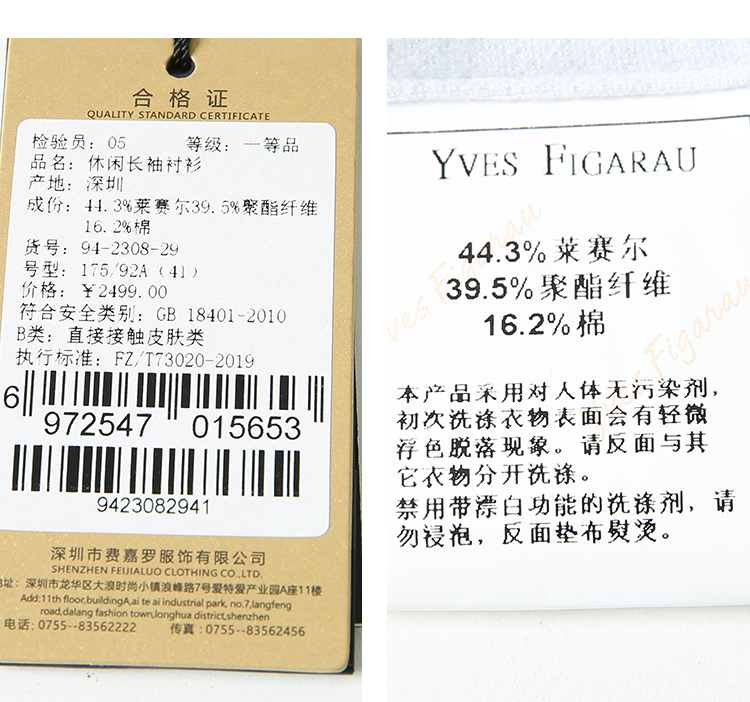 合格证
QUALITY STANDARD CERTIFICATE
检验员: 05 等级: 一等品
品名: 休闲长袖衬衫
产地: 深圳
成份: 44.3%莱赛尔39.5%聚酯纤维
16.2%棉
货号: 94-2308-29
号型: 175/92A (41)
价格: ￥2499.00
符合安全类别: GB 18401-2010
B类: 直接接触皮肤类
执行标准: FZ/T73020-2019
6 972547 015653
9423082941
深圳市费嘉罗服饰有限公司
SHENZHEN FEIJIALUO CLOTHING CO.,LTD.
地址:深圳市龙华区大浪时尚小镇浪峰路7号爱特爱产业园A座11楼
Add:11th floor,buildingA,ai te ai industrial park, no.7,langfeng
road,dalang fashion town,longhua district,shenzhen
电话: 0755--83562222 传真: 0755--83562456
YVES FIGARAU
44.3%莱赛尔
39.5%聚酯纤维
16.2%棉
Yves Figarau
本产品采用对人体无污染剂,
初次洗涤衣物表面会有轻微
浮色脱落现象。请反面与其
它衣物分开洗涤。
禁用带漂白功能的洗涤剂,请
勿浸泡,反面垫布熨烫。